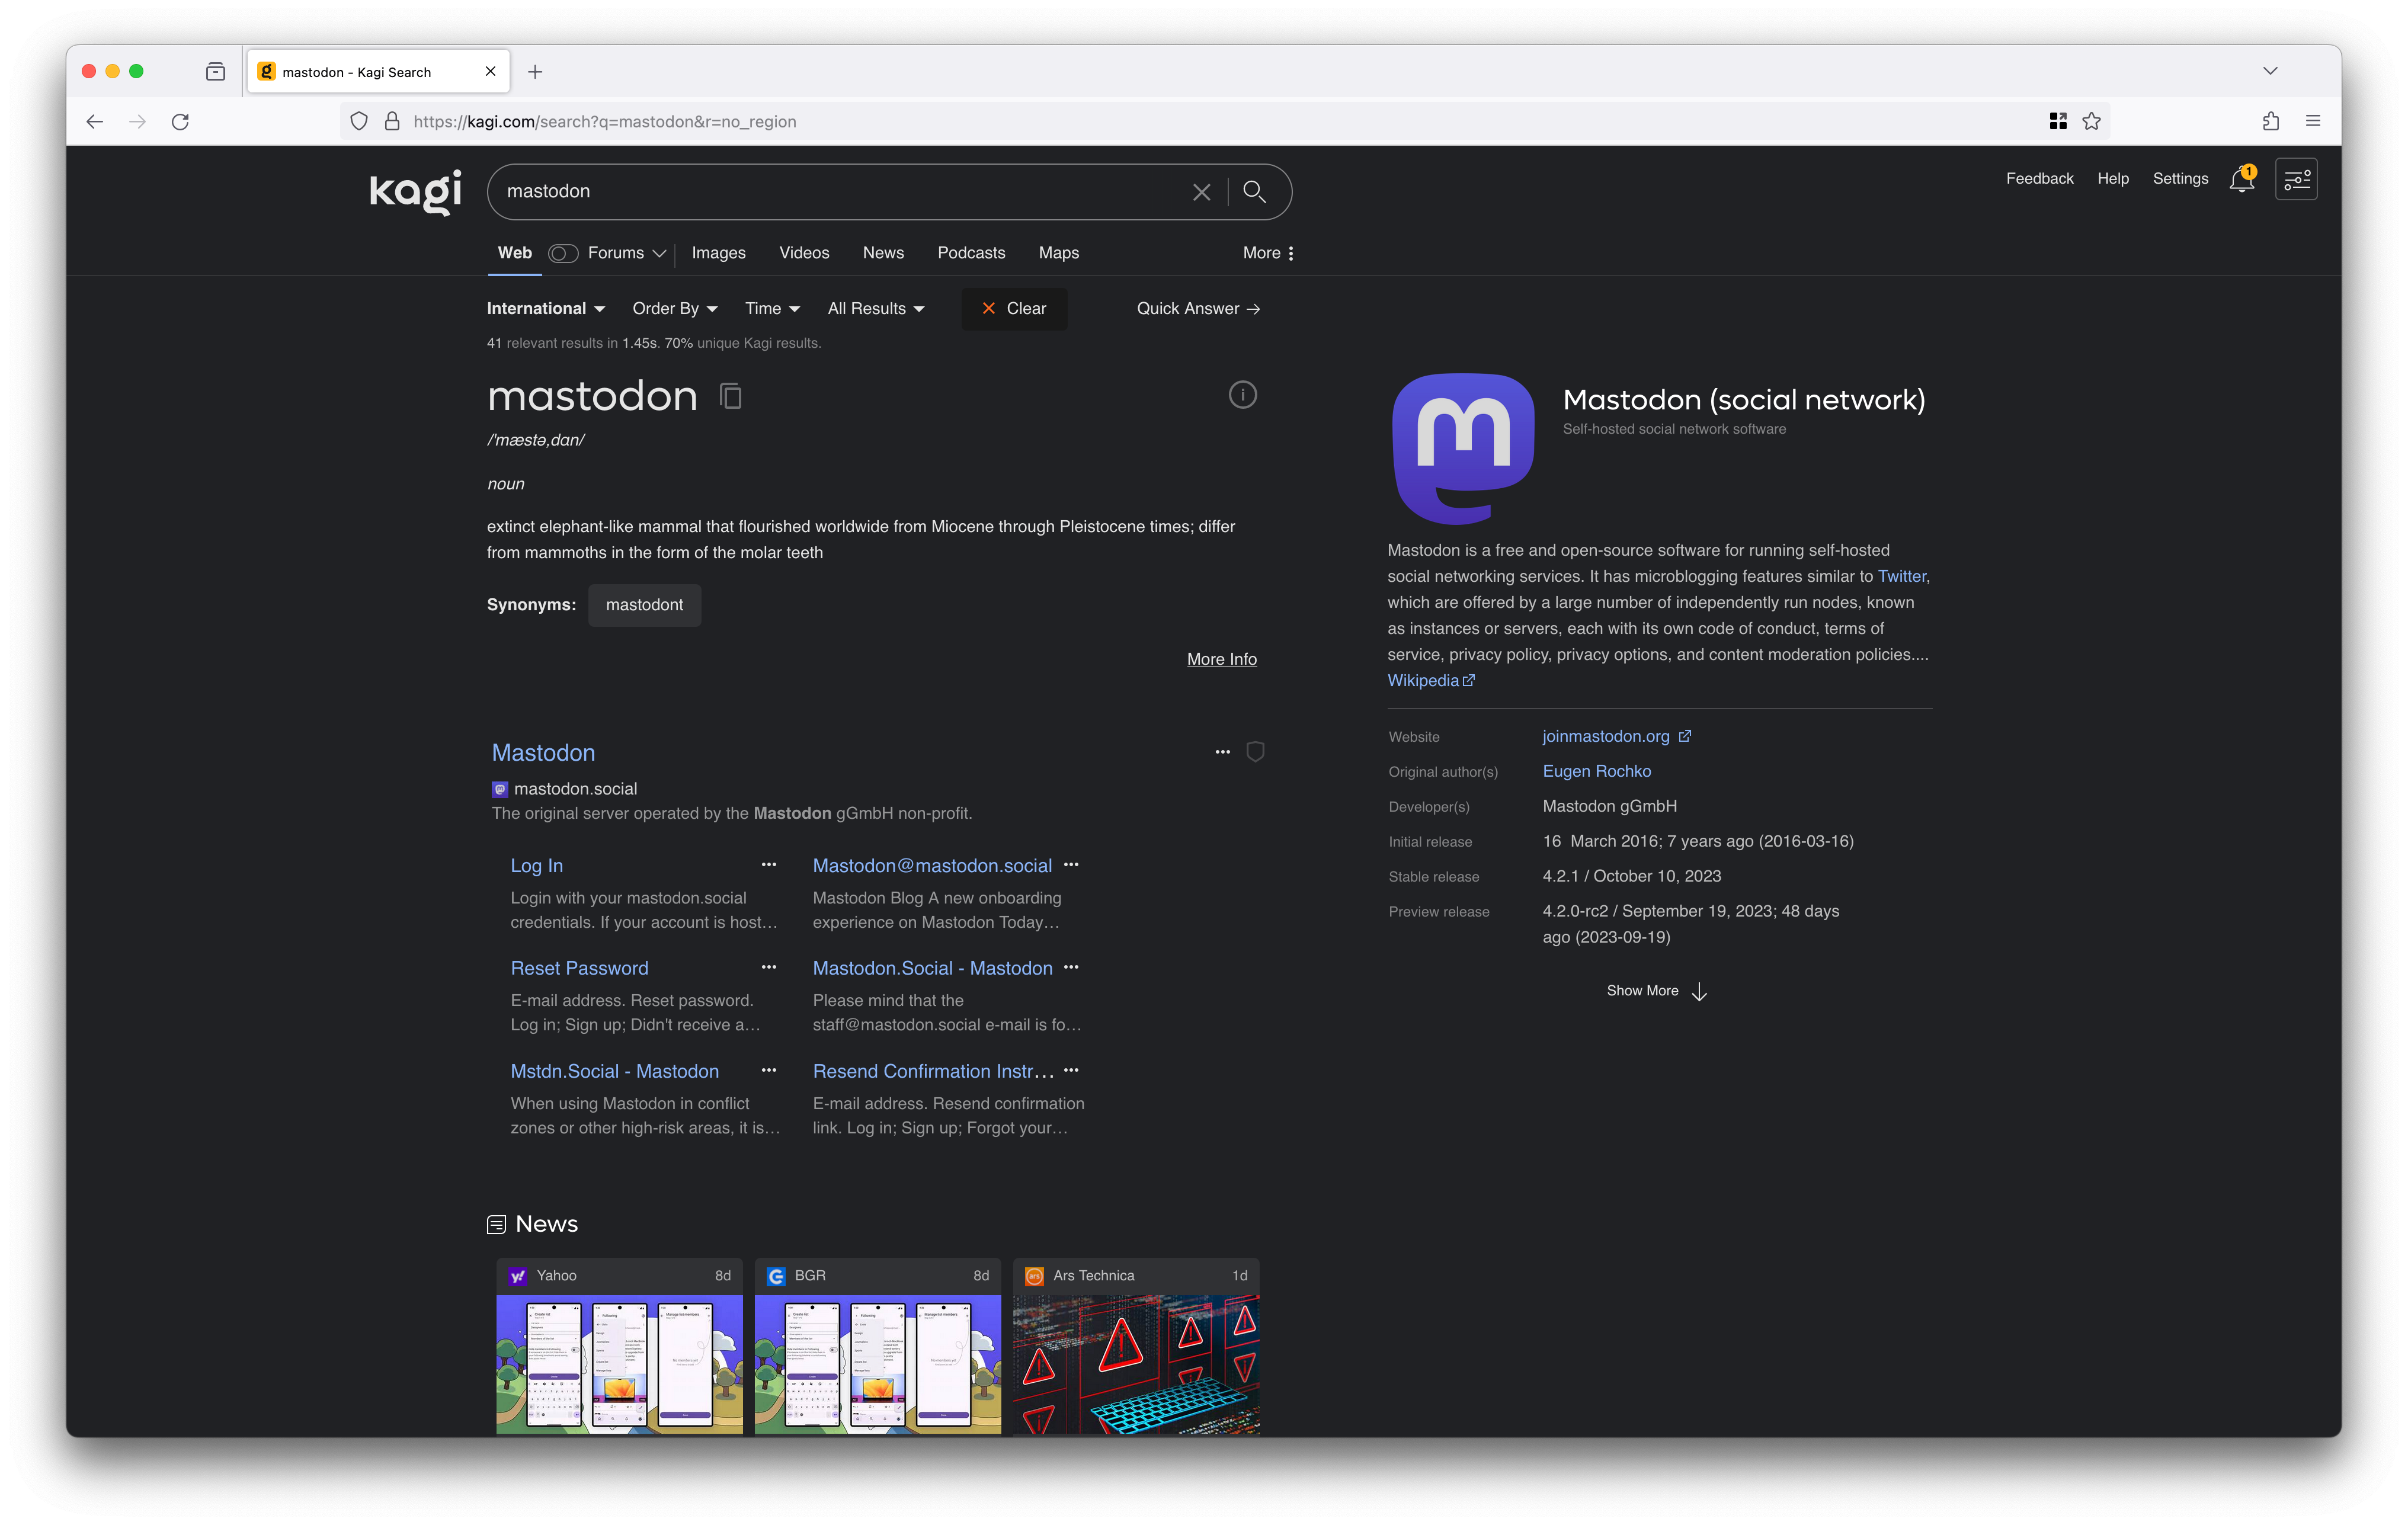 mastodon - Kagi Search
https://kagi.com/search?q=mastodon&r=no_region
kagi
mastodon
Feedback Help Settings 1
Web Forums Images Videos News Podcasts Maps More
International Order By Time All Results Clear Quick Answer
41 relevant results in 1.45s. 70% unique Kagi results.
mastodon
/'mæstə,dɑn/
noun
extinct elephant-like mammal that flourished worldwide from Miocene through Pleistocene times; differ
from mammoths in the form of the molar teeth
Synonyms: mastodont
More Info
Mastodon
mastodon.social
The original server operated by the Mastodon gGmbH non-profit.
Log In
Login with your mastodon.social
credentials. If your account is host…
Mastodon@mastodon.social
Mastodon Blog A new onboarding
experience on Mastodon Today…
Reset Password
E-mail address. Reset password.
Log in; Sign up; Didn't receive a…
Mastodon.Social - Mastodon
Please mind that the
staff@mastodon.social e-mail is fo…
Mstdn.Social - Mastodon
When using Mastodon in conflict
zones or other high-risk areas, it is…
Resend Confirmation Instr…
E-mail address. Resend confirmation
link. Log in; Sign up; Forgot your…
News
Yahoo 8d
BGR 8d
Ars Technica 1d
Mastodon (social network)
Self-hosted social network software
Mastodon is a free and open-source software for running self-hosted
social networking services. It has microblogging features similar to Twitter,
which are offered by a large number of independently run nodes, known
as instances or servers, each with its own code of conduct, terms of
service, privacy policy, privacy options, and content moderation policies....
Wikipedia
Website joinmastodon.org
Original author(s) Eugen Rochko
Developer(s) Mastodon gGmbH
Initial release 16 March 2016; 7 years ago (2016-03-16)
Stable release 4.2.1 / October 10, 2023
Preview release 4.2.0-rc2 / September 19, 2023; 48 days
ago (2023-09-19)
Show More